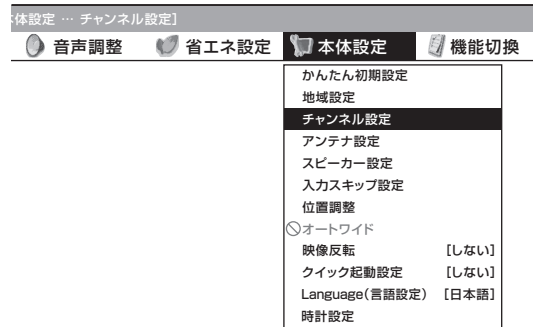 体設定 … チャンネル設定]
音声調整 省エネ設定 本体設定 機能切換
かんたん初期設定
地域設定
チャンネル設定
アンテナ設定
スピーカー設定
入力スキップ設定
位置調整
オートワイド
映像反転 [しない]
クイック起動設定 [しない]
Language(言語設定) [日本語]
時計設定